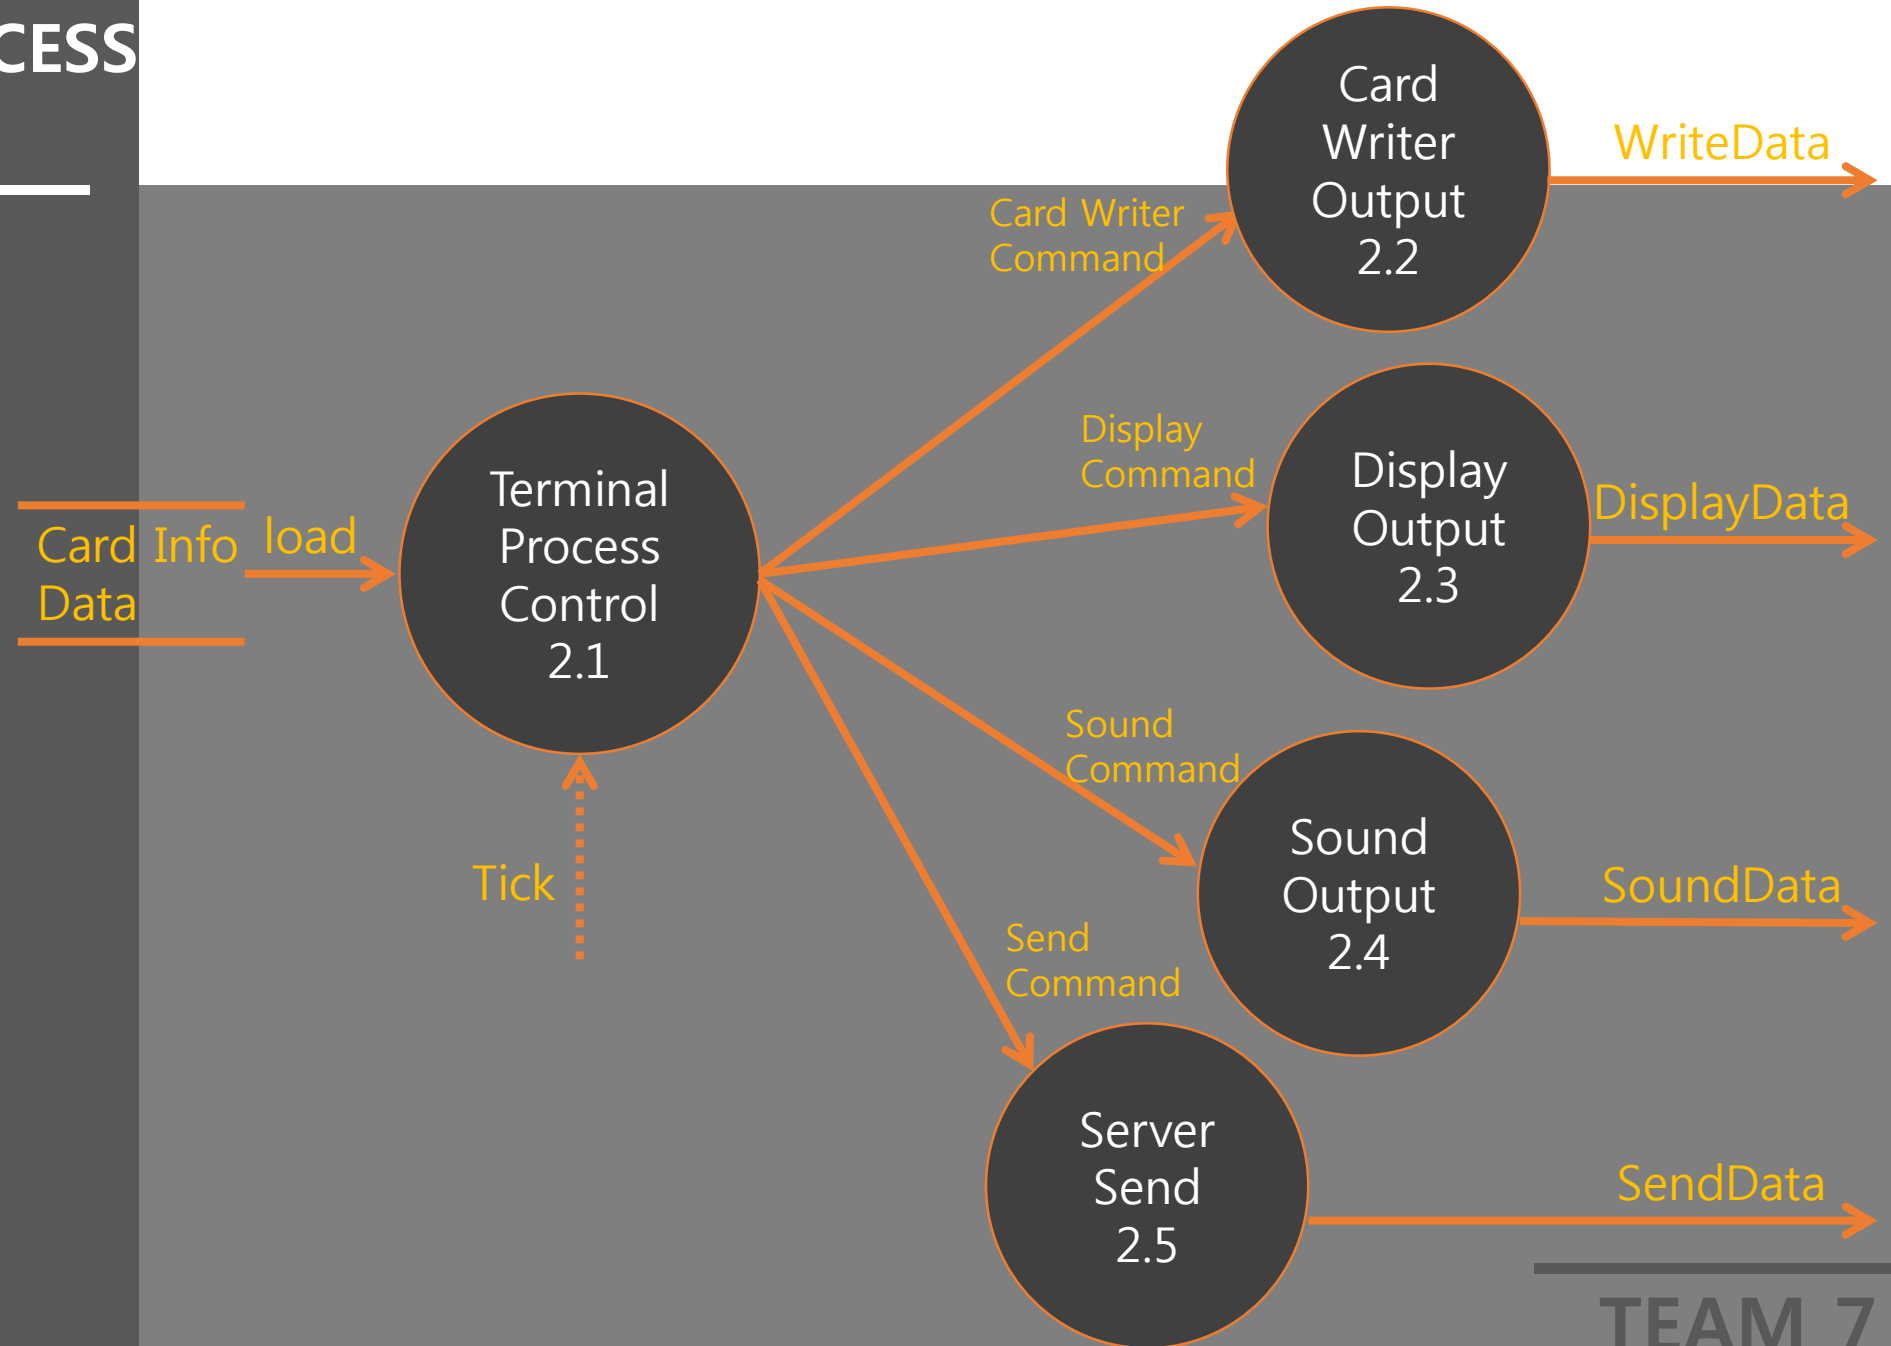 CESS
Card
Writer
Output
2.2
WriteData
Card Writer
Command
Display
Command
Display
Output
2.3
DisplayData
Terminal
Process
Control
2.1
Card Info
Data
load
Sound
Command
Sound
Output
2.4
SoundData
Tick
Send
Command
Server
Send
2.5
SendData
TEAM 7